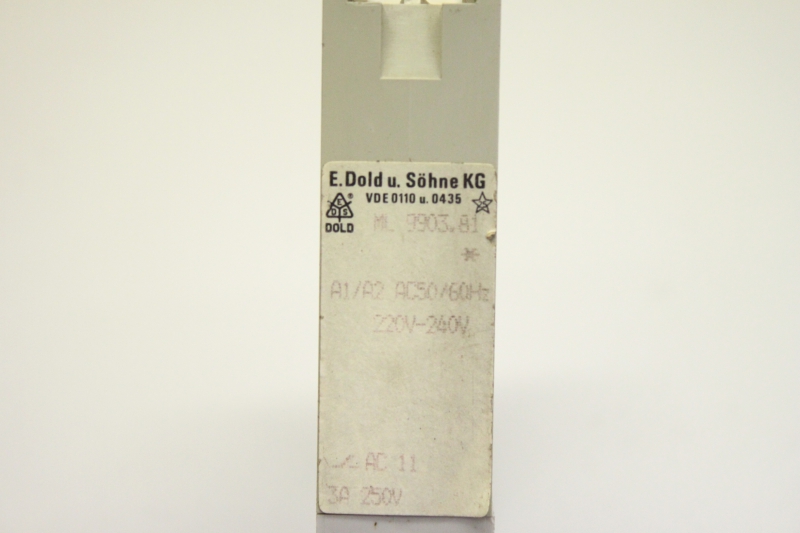 E.Dold u. Söhne KG
VDE 0110 u. 0435
EDS ®
DOLD
ML 9903.81
*
A1/A2 AC50/60Hz
220V-240V
AC 11
3A 250V